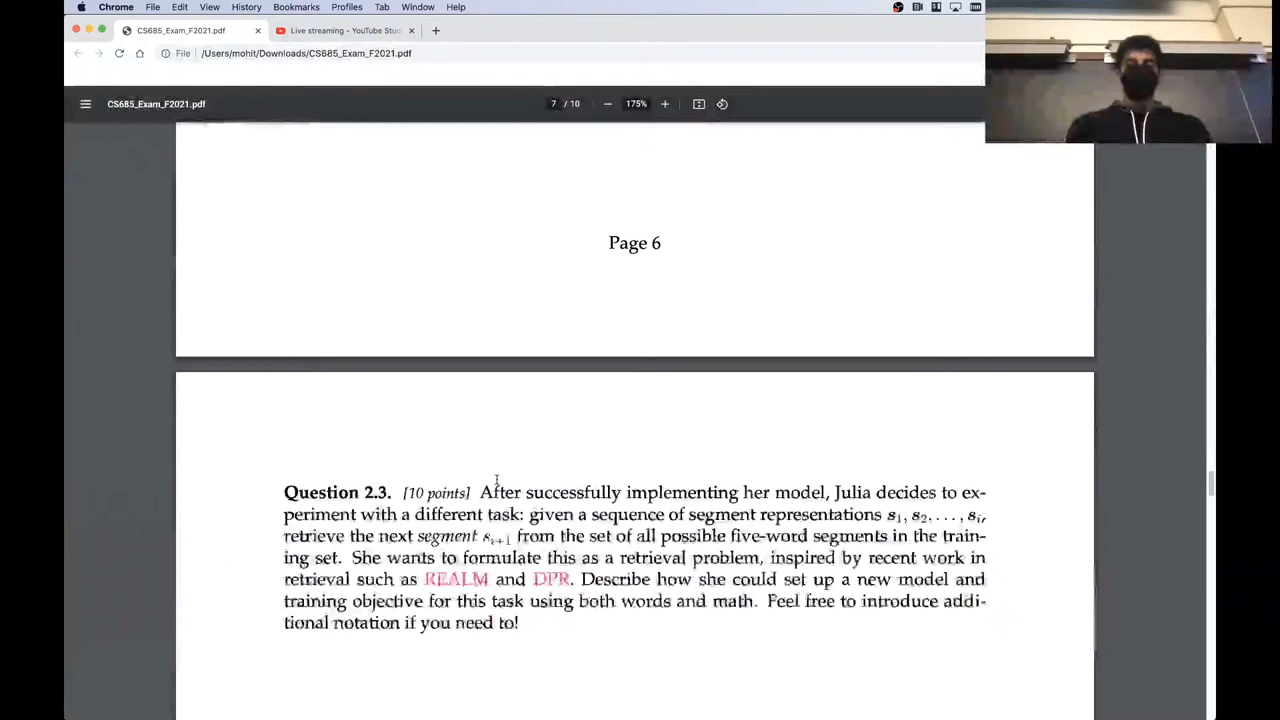 Chrome File Edit View History Bookmarks Profiles Tab Window Help
CS685_Exam_F2021.pdf
Live streaming - YouTube Stud
File /Users/mohit/Downloads/CS685_Exam_F2021.pdf
CS685_Exam_F2021.pdf 7 / 10 175%
Page 6
Question 2.3. [10 points] After successfully implementing her model, Julia decides to ex-
periment with a different task: given a sequence of segment representations s₁, s₂, . . . , sᵢ,
retrieve the next segment sᵢ₊₁ from the set of all possible five-word segments in the train-
ing set. She wants to formulate this as a retrieval problem, inspired by recent work in
retrieval such as REALM and DPR. Describe how she could set up a new model and
training objective for this task using both words and math. Feel free to introduce addi-
tional notation if you need to!